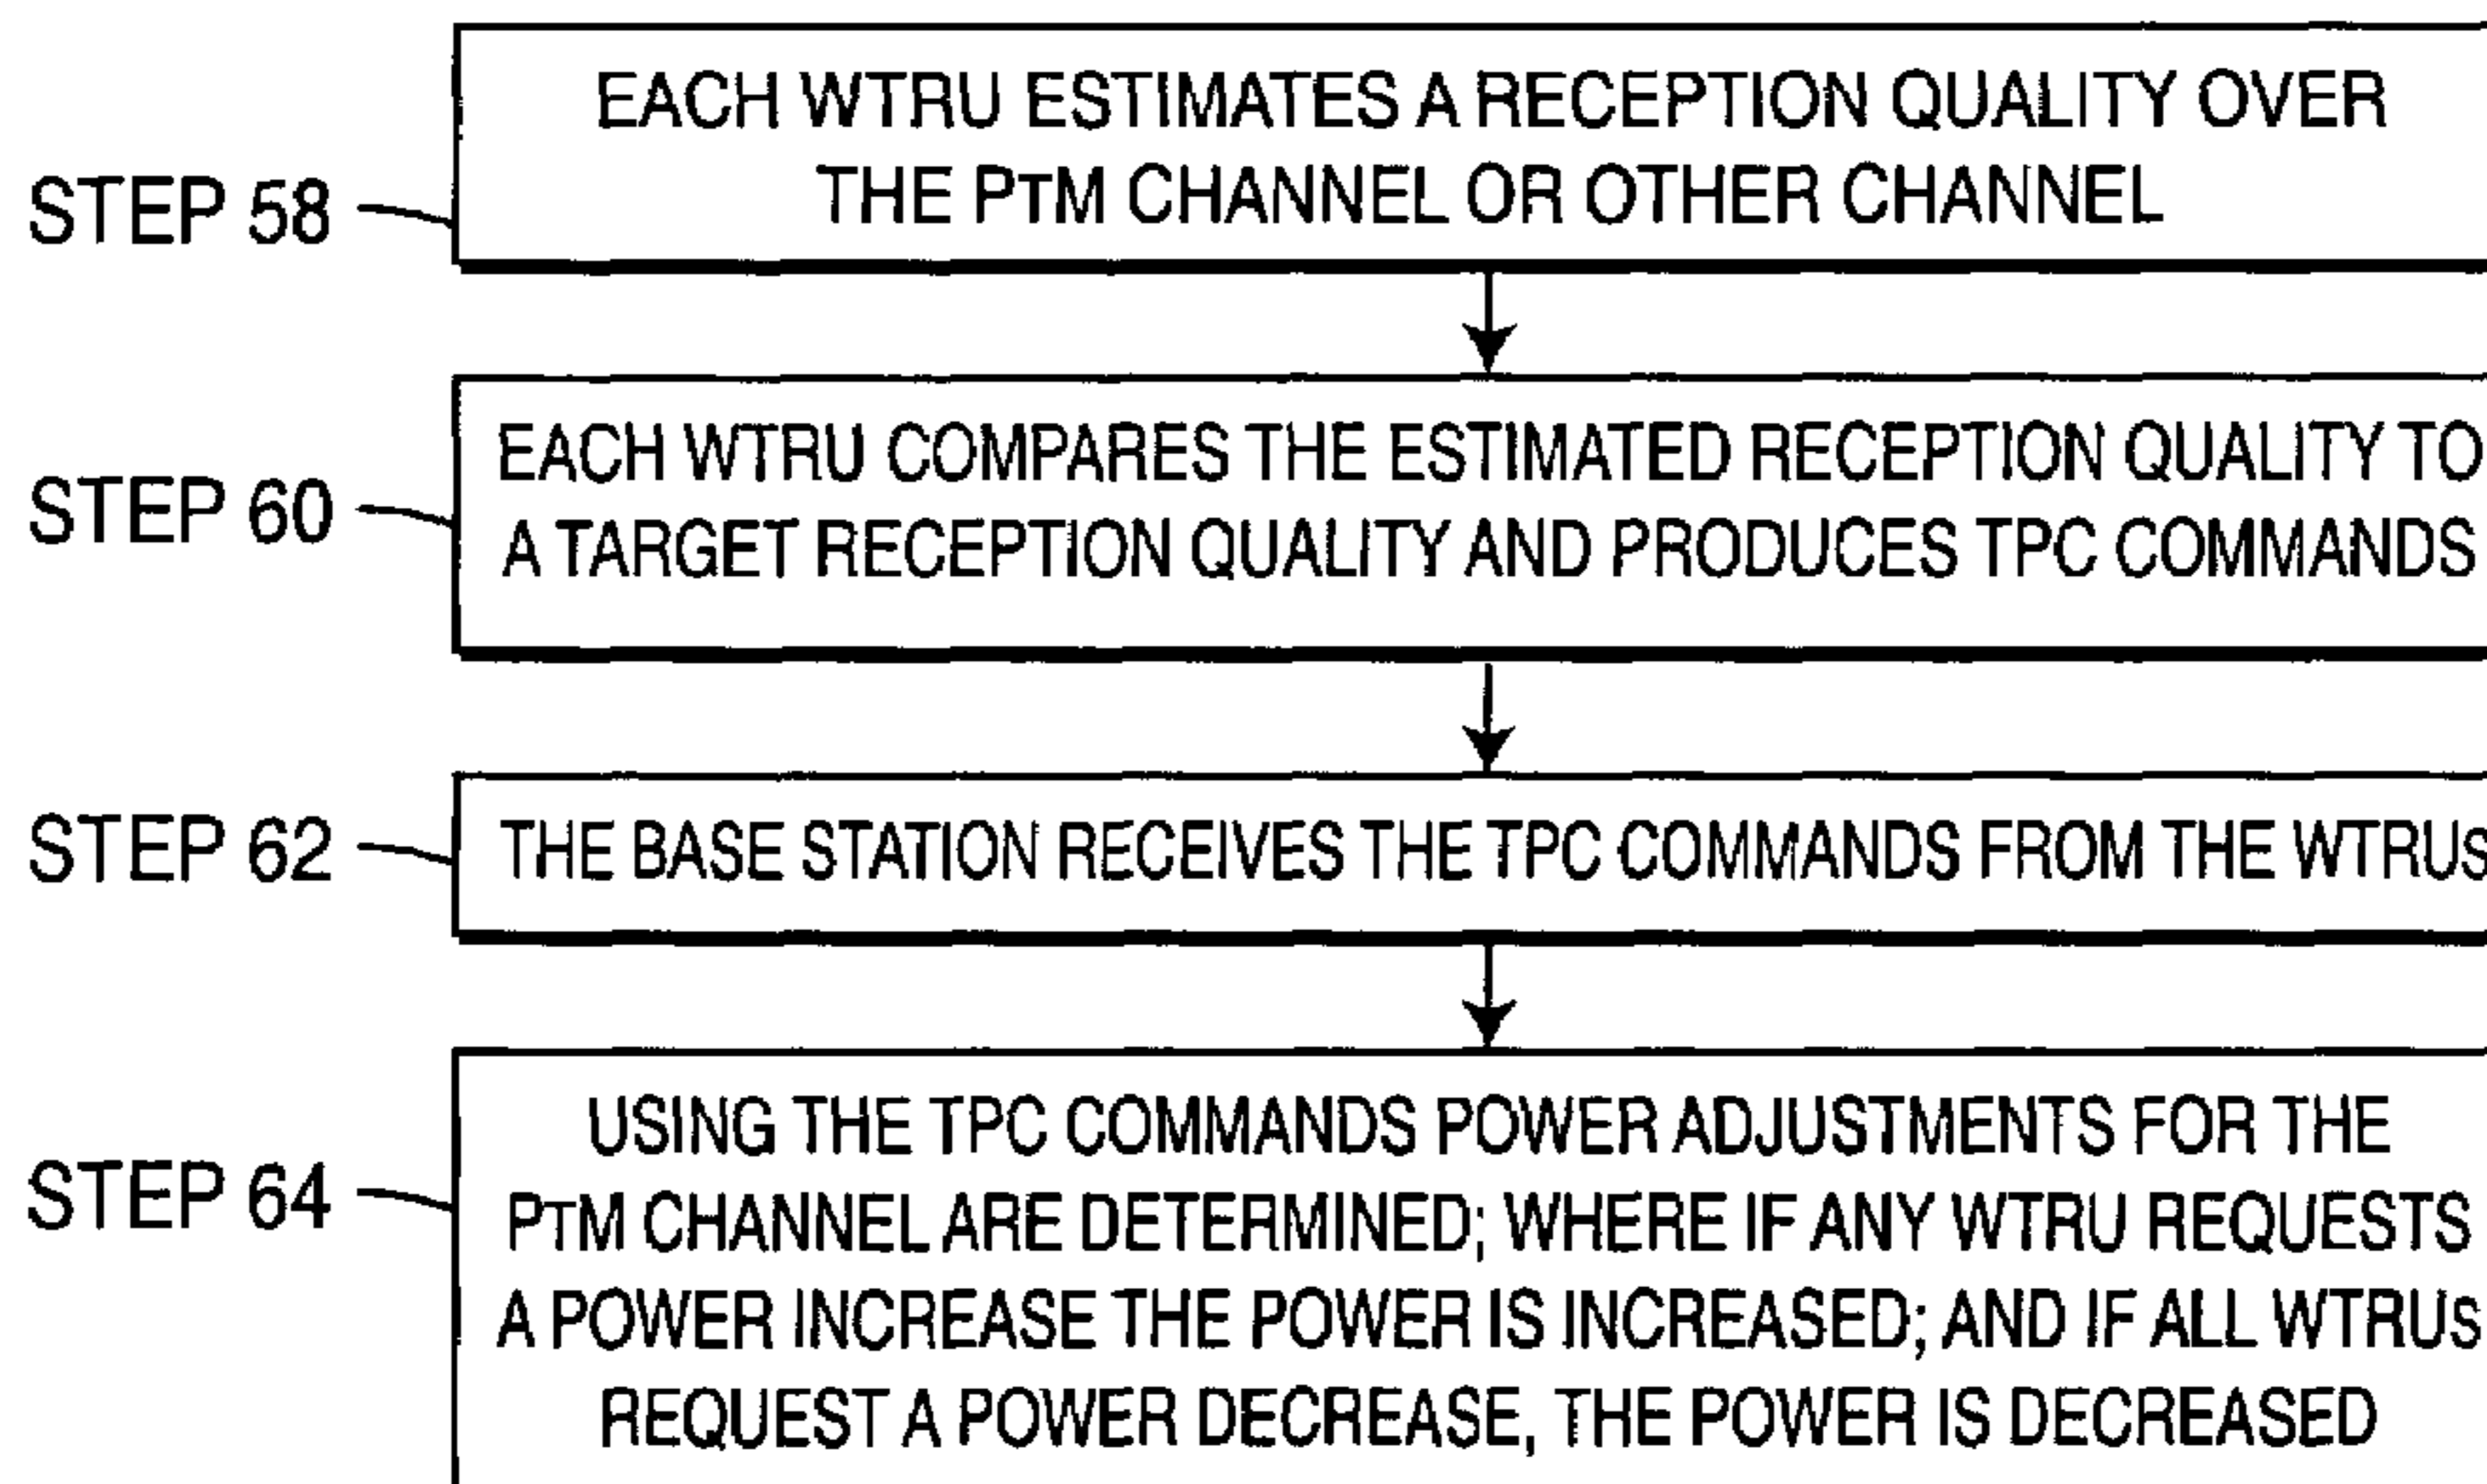 EACH WTRU ESTIMATES A RECEPTION QUALITY OVER
THE PTM CHANNEL OR OTHER CHANNEL
STEP 58
EACH WTRU COMPARES THE ESTIMATED RECEPTION QUALITY TO
A TARGET RECEPTION QUALITY AND PRODUCES TPC COMMANDS
STEP 60
THE BASE STATION RECEIVES THE TPC COMMANDS FROM THE WTRUs
STEP 62
USING THE TPC COMMANDS POWER ADJUSTMENTS FOR THE
PTM CHANNEL ARE DETERMINED; WHERE IF ANY WTRU REQUESTS
A POWER INCREASE THE POWER IS INCREASED; AND IF ALL WTRUs
REQUEST A POWER DECREASE, THE POWER IS DECREASED
STEP 64